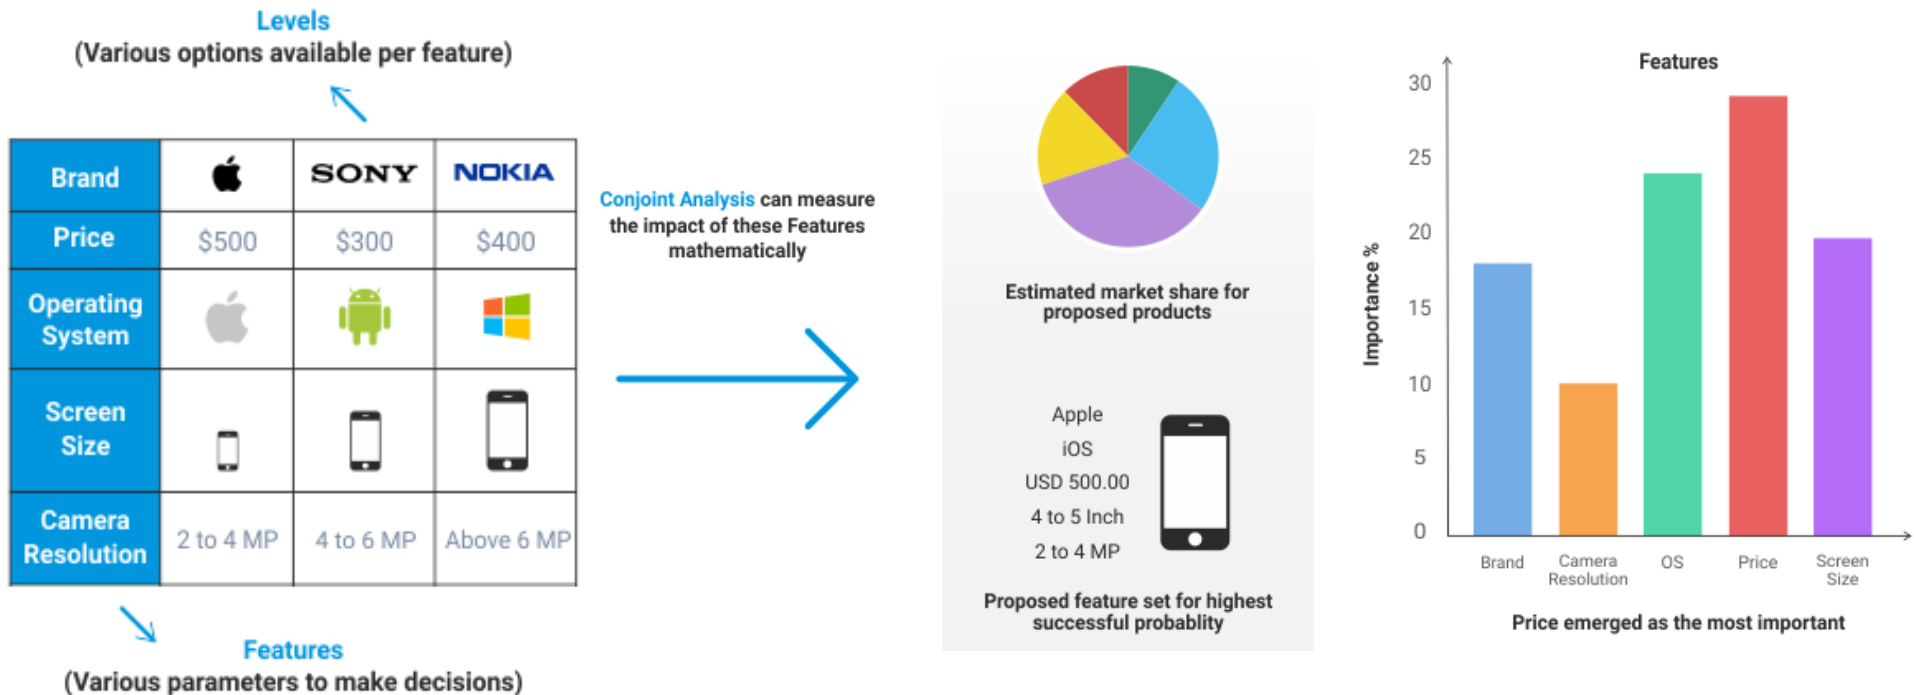 Levels
(Various options available per feature)
Brand
SONY
NOKIA
Price
$500
$300
$400
Operating
System
Screen
Size
Camera
Resolution
2 to 4 MP
4 to 6 MP
Above 6 MP
Features
(Various parameters to make decisions)
Conjoint Analysis can measure
the impact of these Features
mathematically
Estimated market share for
proposed products
Apple
iOS
USD 500.00
4 to 5 Inch
2 to 4 MP
Proposed feature set for highest
successful probablity
Features
Importance %
30
25
20
15
10
5
0
Brand
Camera
Resolution
OS
Price
Screen
Size
Price emerged as the most important